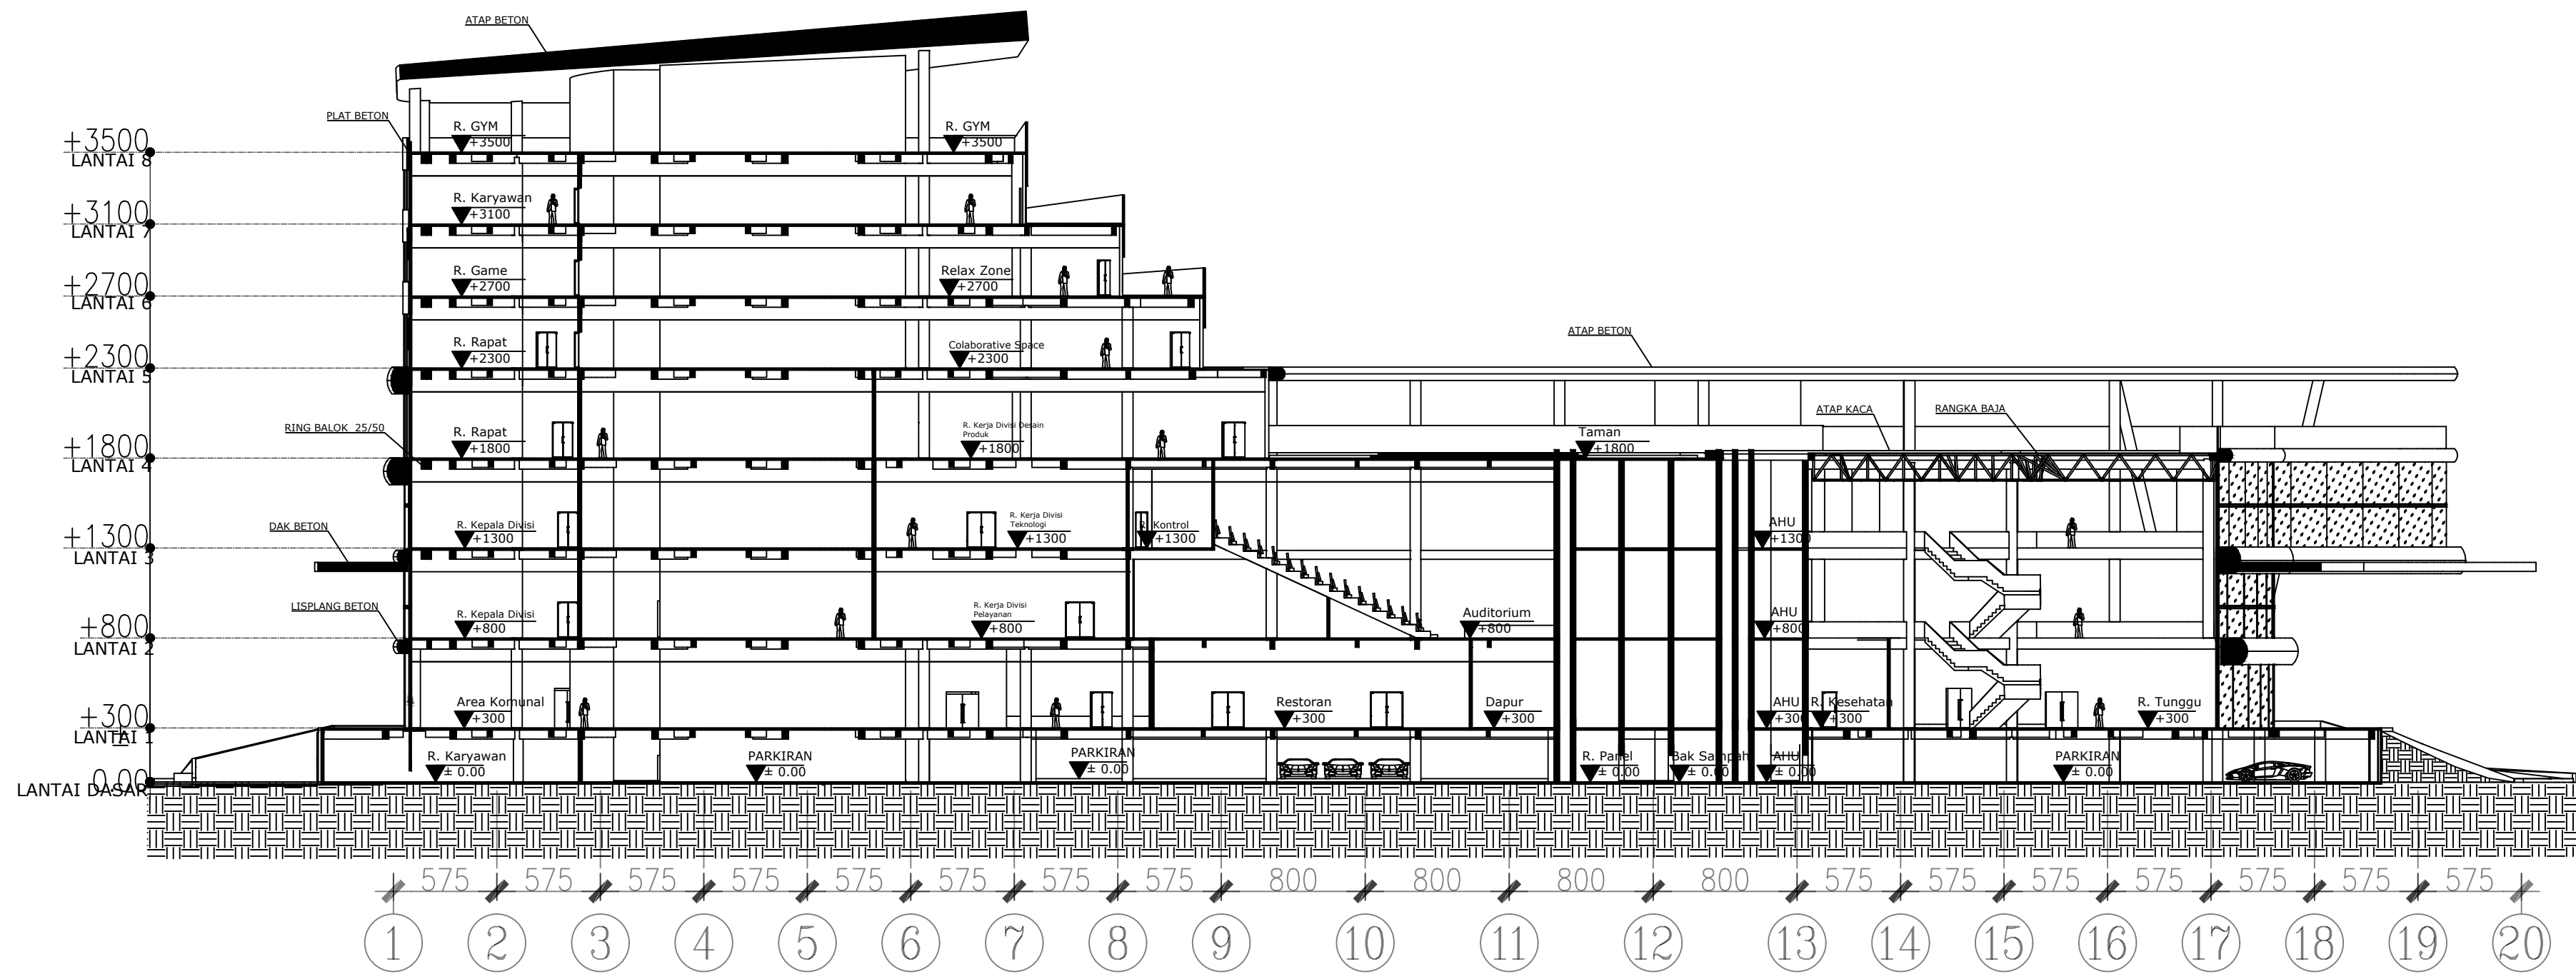 ATAP BETON
PLAT BETON
R. GYM
+3500
R. GYM
+3500
+3500
LANTAI 8
R. Karyawan
+3100
+3100
LANTAI 7
R. Game
+2700
Relax Zone
+2700
+2700
LANTAI 6
R. Rapat
+2300
Colaborative Space
+2300
ATAP BETON
+2300
LANTAI 5
ATAP KACA
RANGKA BAJA
RING BALOK 25/50
R. Rapat
+1800
R. Kerja Divisi Desain
Produk
+1800
Taman
+1800
+1800
LANTAI 4
DAK BETON
R. Kepala Divisi
+1300
R. Kerja Divisi
Teknologi
+1300
R. Kontrol
+1300
AHU
+1300
+1300
LANTAI 3
LISPLANG BETON
R. Kepala Divisi
+800
R. Kerja Divisi
Pelayanan
+800
Auditorium
+800
AHU
+800
+800
LANTAI 2
Area Komunal
+300
Restoran
+300
Dapur
+300
AHU
+300
R. Kesehatan
+300
R. Tunggu
+300
+300
LANTAI 1
R. Karyawan
± 0.00
PARKIRAN
± 0.00
PARKIRAN
± 0.00
R. Panel
± 0.00
Bak Sampah
± 0.00
AHU
± 0.00
PARKIRAN
± 0.00
±
0.00
LANTAI DASAR
575 575 575 575 575 575 575 575 800 800 800 800 575 575 575 575 575 575 575
1 2 3 4 5 6 7 8 9 10 11 12 13 14 15 16 17 18 19 20